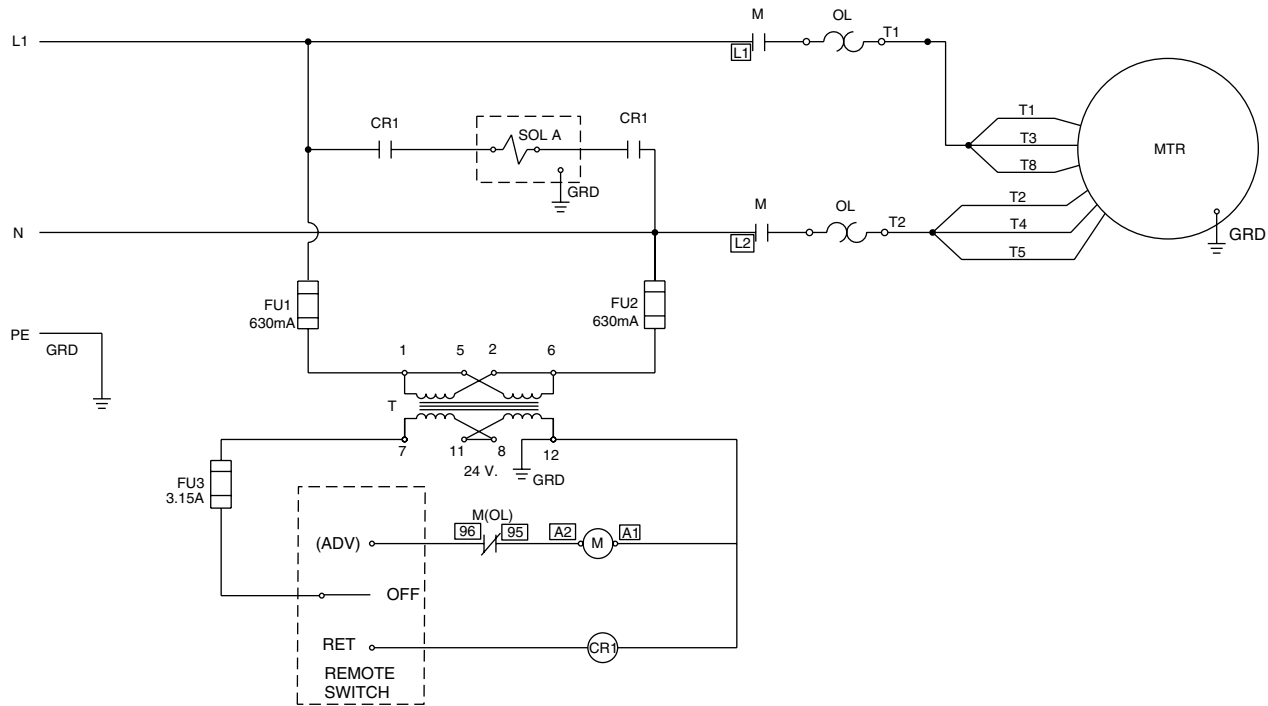 M
OL
L1
L1
T1
CR1
SOL A
CR1
GRD
T1
T3
T8
MTR
N
M
OL
L2
T2
T2
T4
T5
GRD
FU1
630mA
FU2
630mA
PE
GRD
1
5
2
6
T
7
11
8
12
24 V.
GRD
FU3
3.15A
M(OL)
96
95
A2
M
A1
(ADV)
OFF
RET
CR1
REMOTE
SWITCH